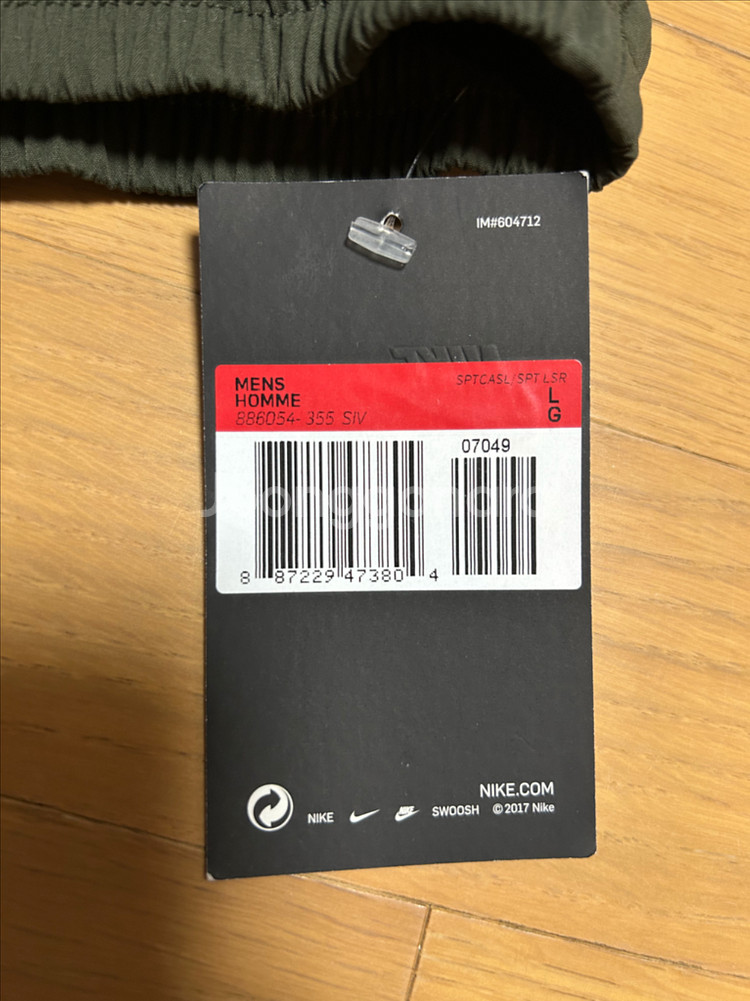 IM#604712
MENS
HOMME
SPTCASL/SPT LSR
L
G
886054- 355 SIV
07049
8 87229 47380 4
NIKE.COM
NIKE SWOOSH © 2017 Nike